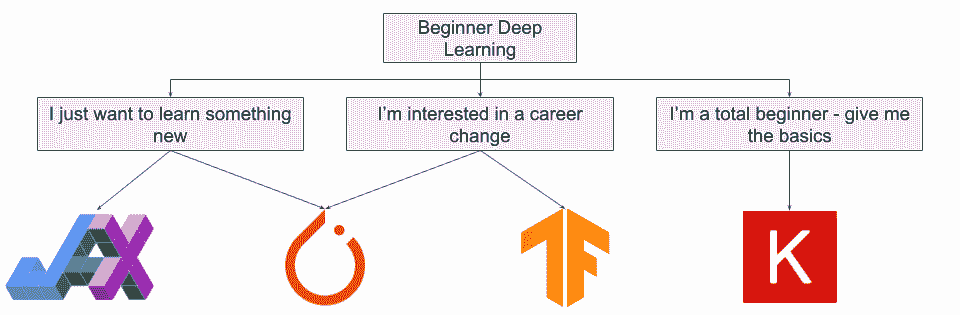 Beginner Deep
Learning
I just want to learn something
new
I'm interested in a career
change
I'm a total beginner - give me
the basics
JAX
K